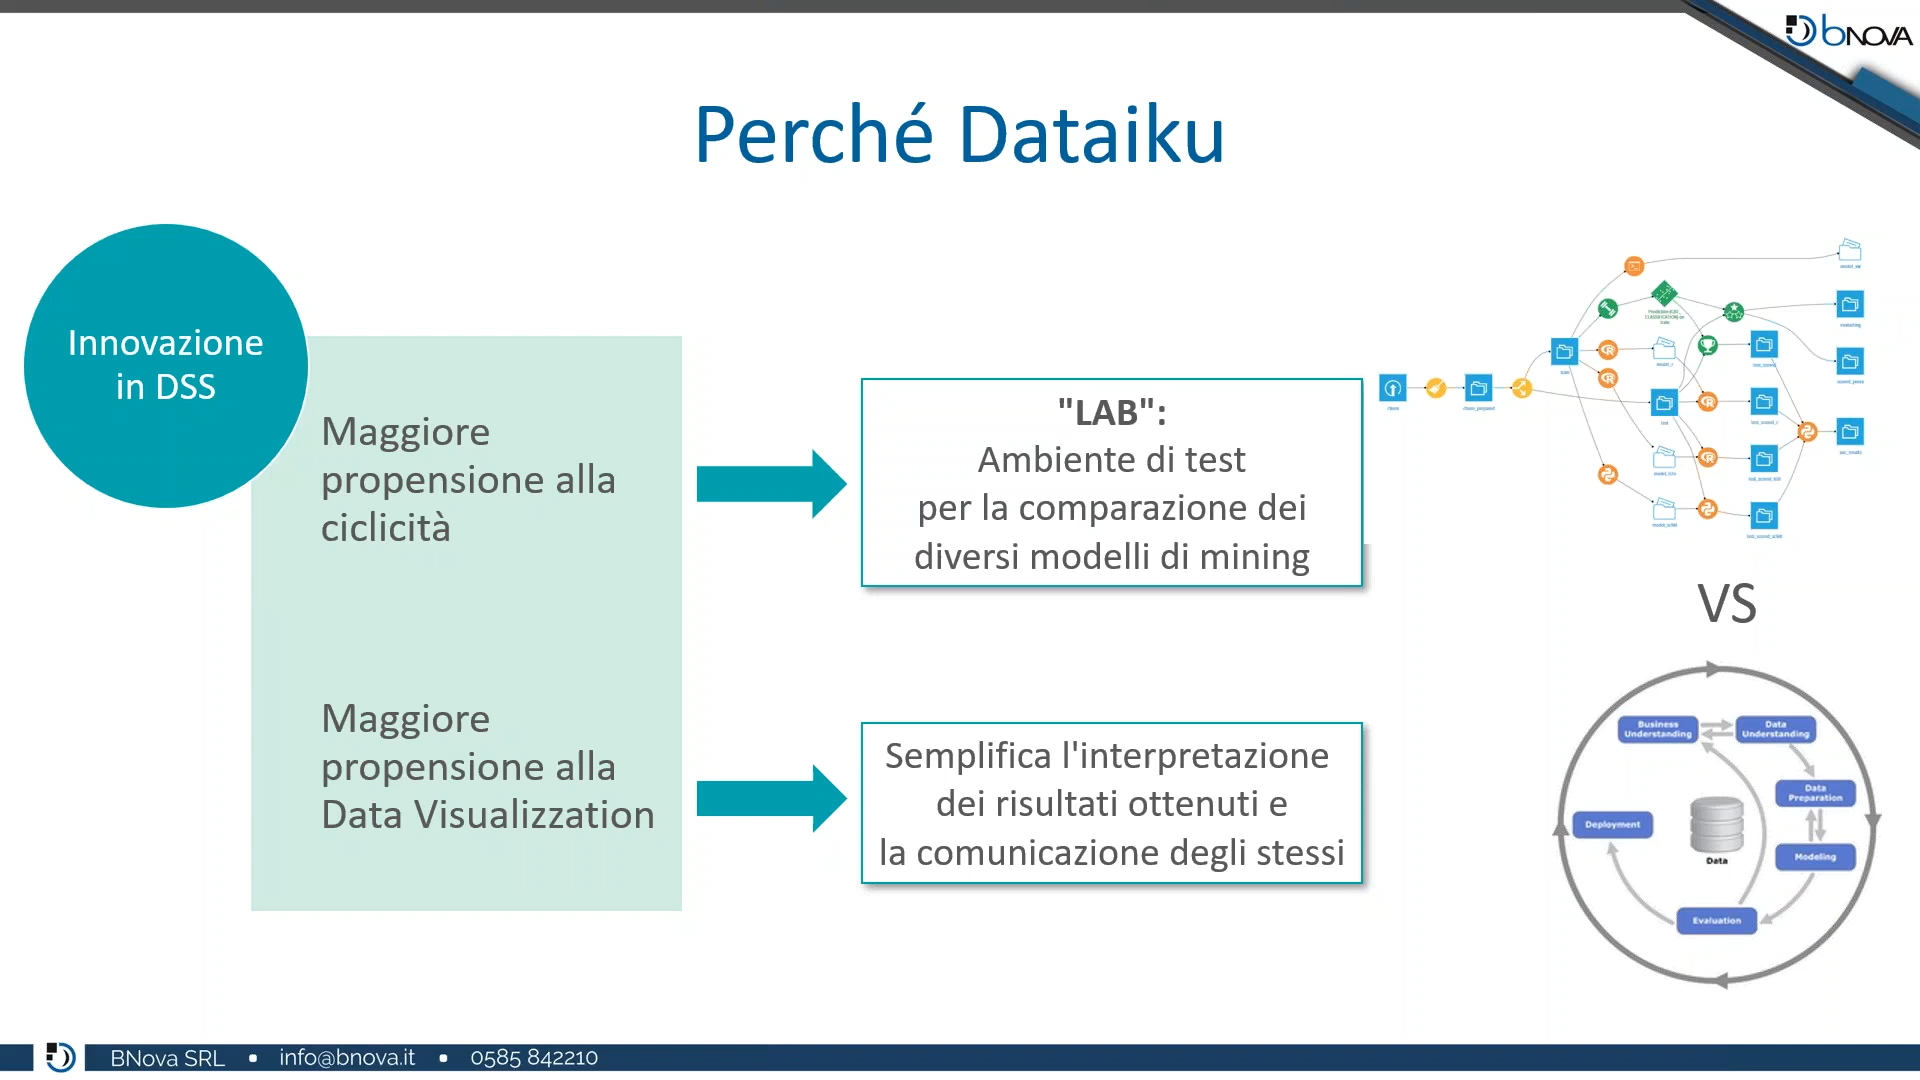 bNOVA
Perché Dataiku
Innovazione
in DSS
Maggiore
propensione alla
ciclicità
Maggiore
propensione alla
Data Visualizzation
"LAB":
Ambiente di test
per la comparazione dei
diversi modelli di mining
Semplifica l'interpretazione
dei risultati ottenuti e
la comunicazione degli stessi
VS
Business
Understanding
Data
Understanding
Data
Preparation
Modeling
Evaluation
Deployment
Data
BNova SRL • info@bnova.it • 0585 842210